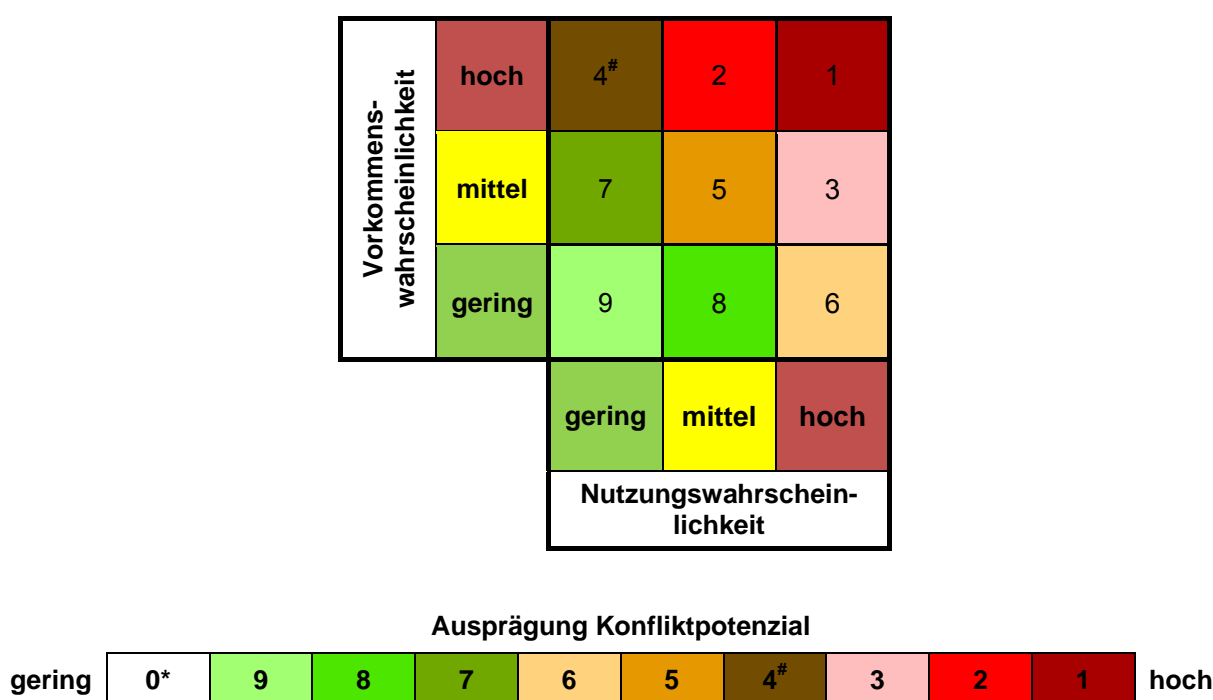 Vorkommens-
wahrscheinlichkeit
hoch 4# 2 1
mittel 7 5 3
gering 9 8 6
gering mittel hoch
Nutzungswahrschein-
lichkeit
Ausprägung Konfliktpotenzial
gering 0* 9 8 7 6 5 4# 3 2 1 hoch